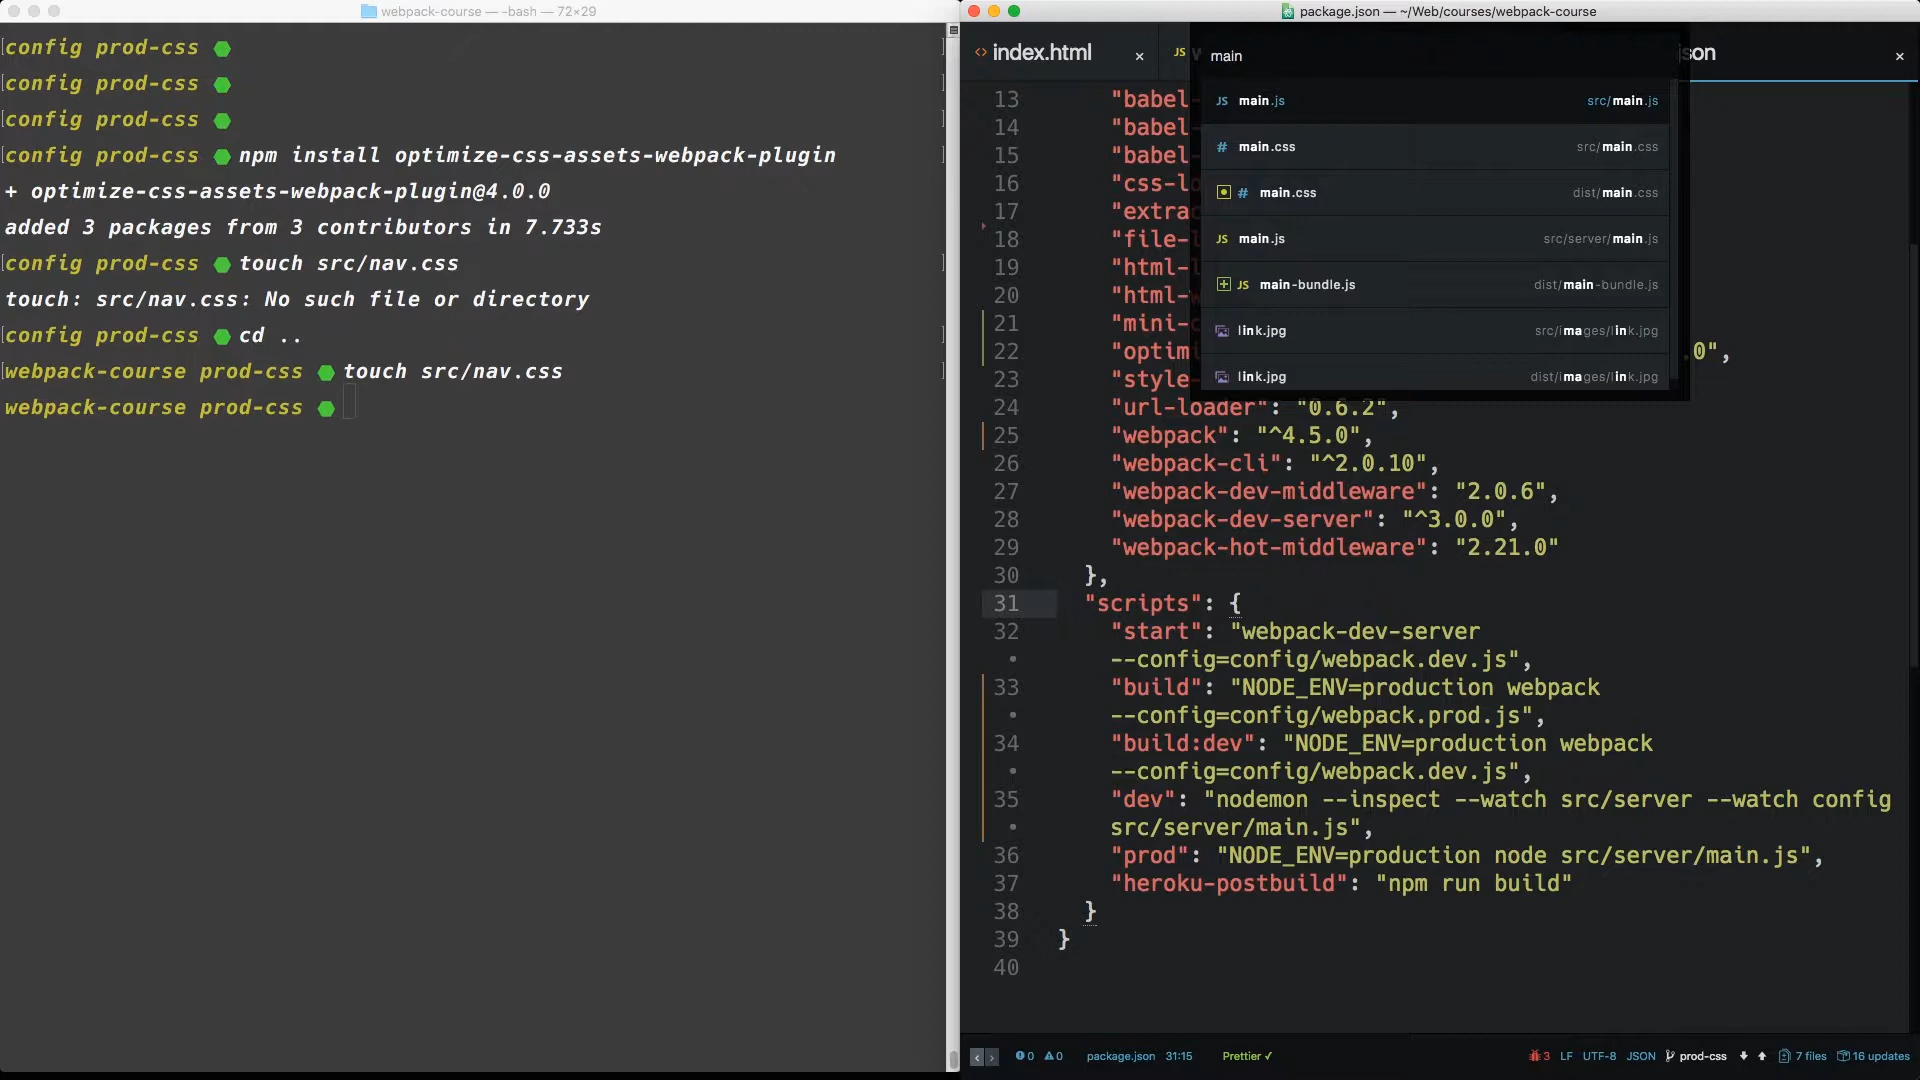 webpack-course — -bash — 72×29
config prod-css
config prod-css
config prod-css
config prod-css npm install optimize-css-assets-webpack-plugin
+ optimize-css-assets-webpack-plugin@4.0.0
added 3 packages from 3 contributors in 7.733s
config prod-css touch src/nav.css
touch: src/nav.css: No such file or directory
config prod-css cd ..
webpack-course prod-css touch src/nav.css
webpack-course prod-css
package.json — ~/Web/courses/webpack-course
<> index.html ×
JS
son ×
main
JS main.js src/main.js
# main.css src/main.css
# main.css dist/main.css
JS main.js src/server/main.js
JS main-bundle.js dist/main-bundle.js
link.jpg src/images/link.jpg
link.jpg dist/images/link.jpg
13 "babel-
14 "babel-
15 "babel-
16 "css-lo
17 "extrac
18 "file-l
19 "html-l
20 "html-w
21 "mini-c
22 "optim .0",
23 "style-
24 "url-loader": "0.6.2",
25 "webpack": "^4.5.0",
26 "webpack-cli": "^2.0.10",
27 "webpack-dev-middleware": "2.0.6",
28 "webpack-dev-server": "^3.0.0",
29 "webpack-hot-middleware": "2.21.0"
30 },
31 "scripts": {
32 "start": "webpack-dev-server
• --config=config/webpack.dev.js",
33 "build": "NODE_ENV=production webpack
• --config=config/webpack.prod.js",
34 "build:dev": "NODE_ENV=production webpack
• --config=config/webpack.dev.js",
35 "dev": "nodemon --inspect --watch src/server --watch config
• src/server/main.js",
36 "prod": "NODE_ENV=production node src/server/main.js",
37 "heroku-postbuild": "npm run build"
38 }
39 }
40
0 0 package.json 31:15 Prettier ✓ 3 LF UTF-8 JSON prod-css 7 files 16 updates